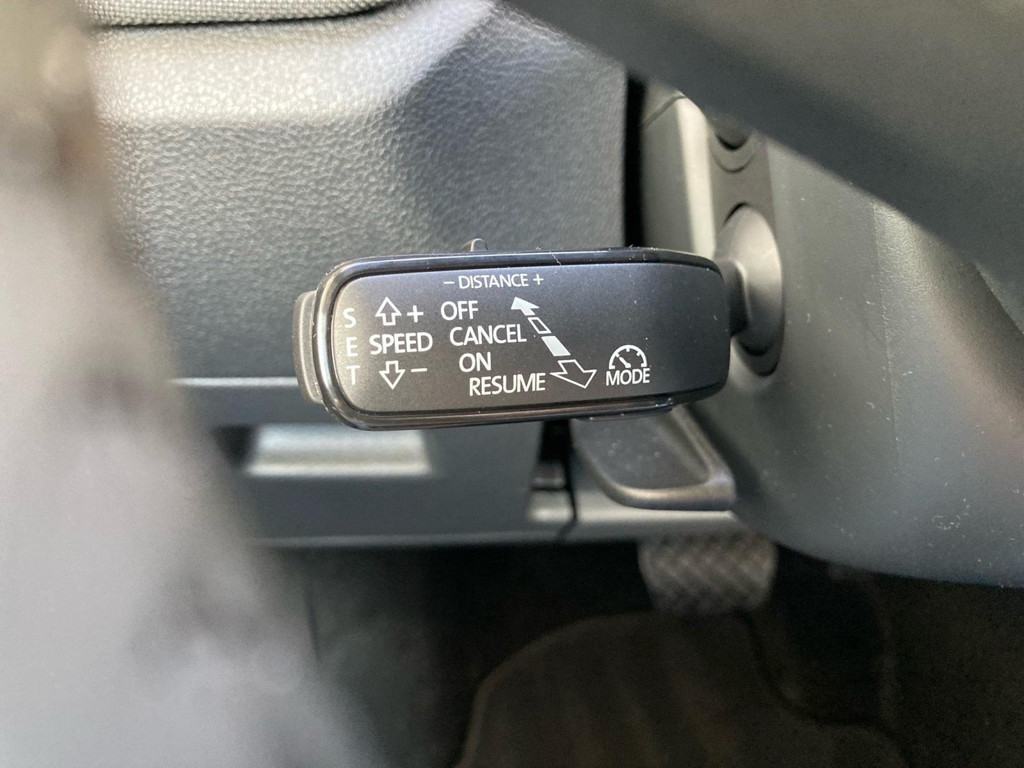 - DISTANCE +
S + OFF
E SPEED CANCEL
T - ON
RESUME MODE